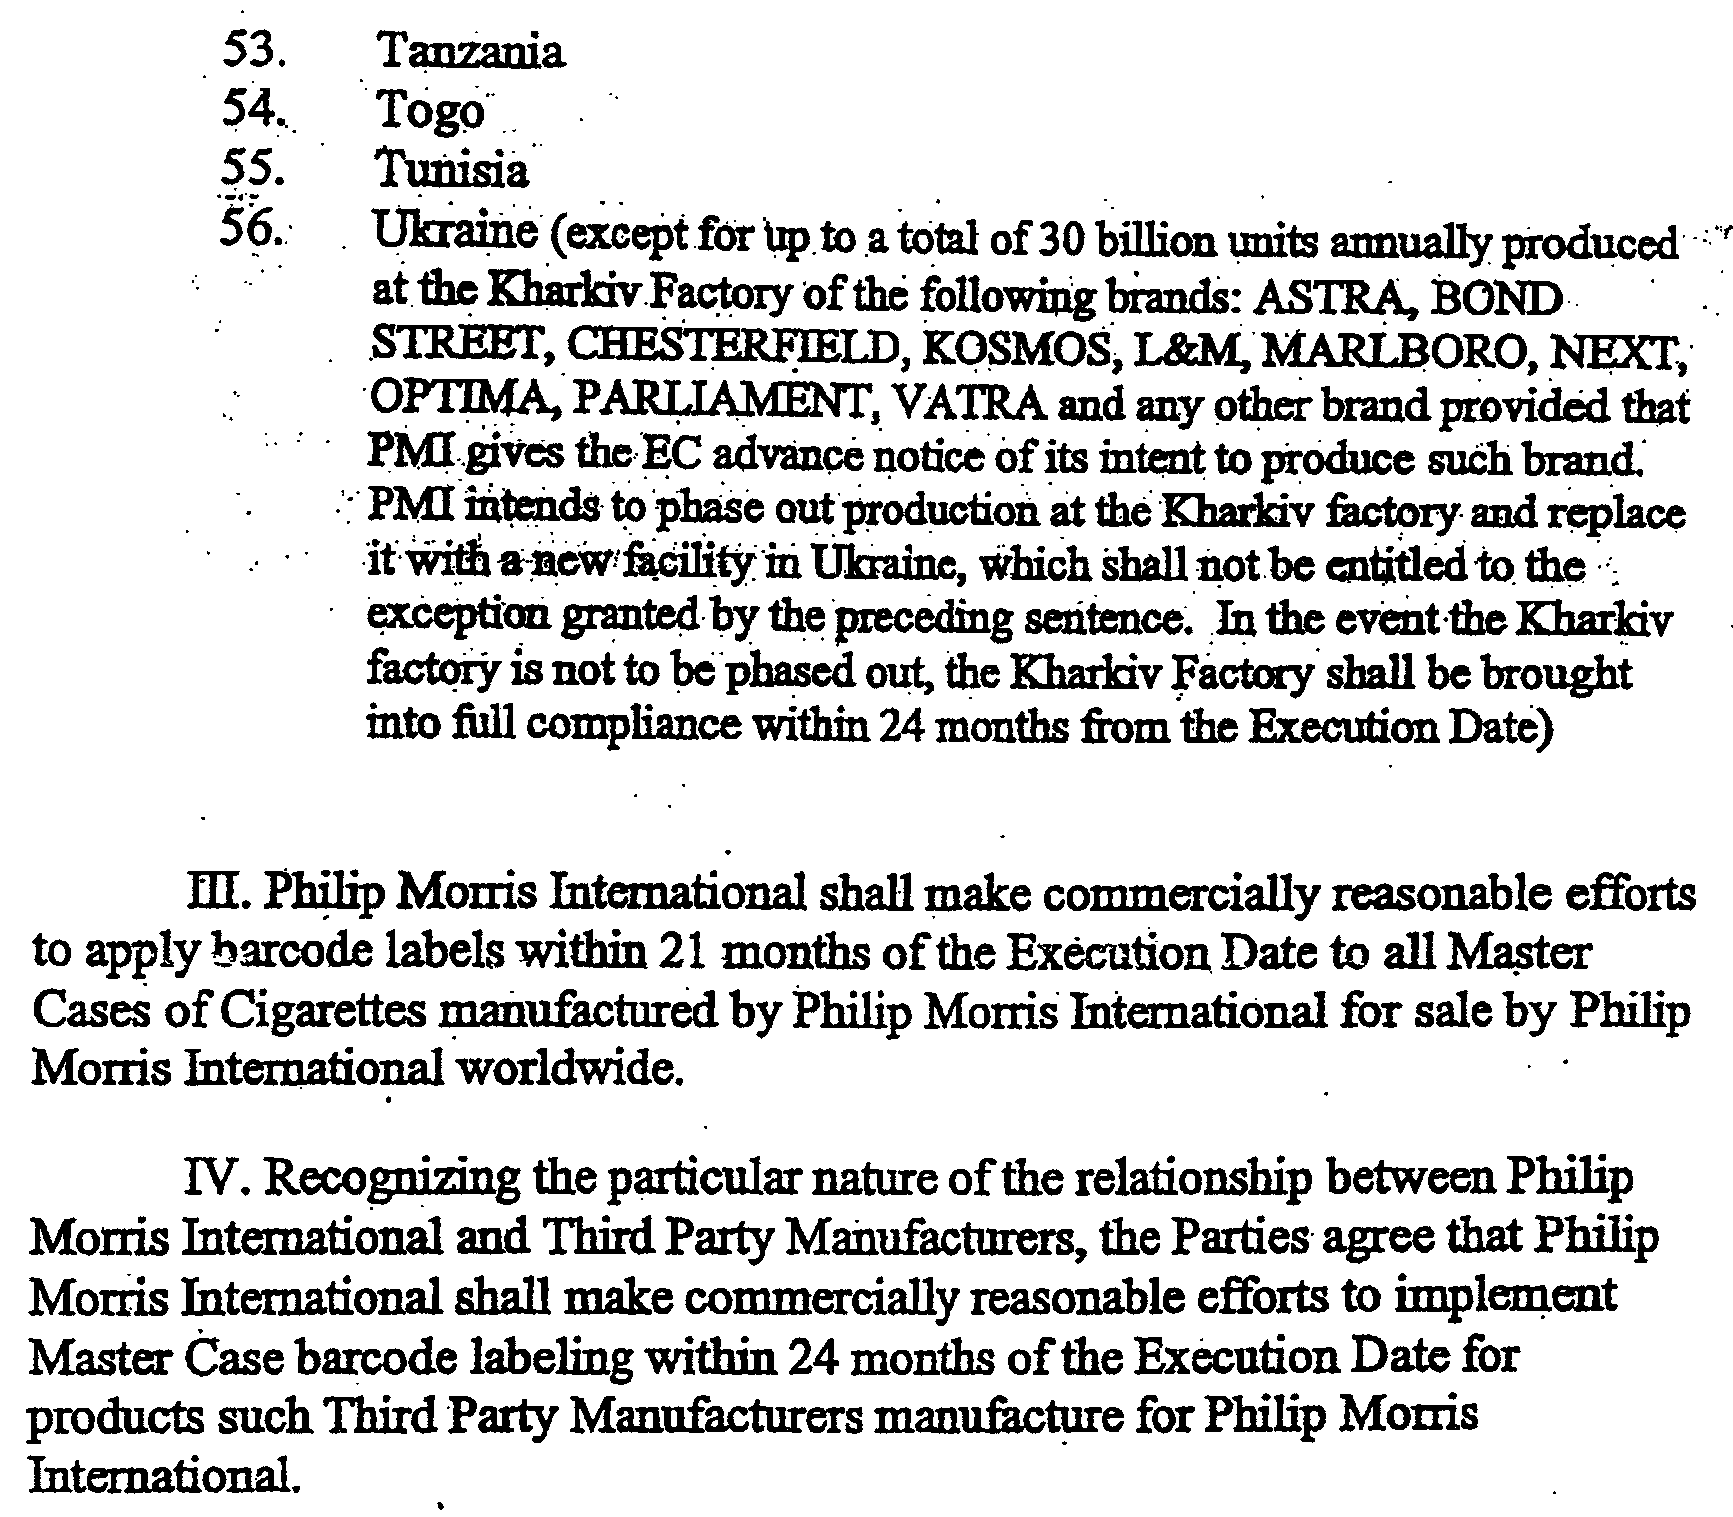 53. Tanzania
54. Togo
55. Tunisia
56. Ukraine (except for up to a total of 30 billion units annually produced
at the Kharkiv Factory of the following brands: ASTRA, BOND
STREET, CHESTERFIELD, KOSMOS, L&M, MARLBORO, NEXT,
OPTIMA, PARLIAMENT, VATRA and any other brand provided that
PMI gives the EC advance notice of its intent to produce such brand.
PMI intends to phase out production at the Kharkiv factory and replace
it with a new facility in Ukraine, which shall not be entitled to the
exception granted by the preceding sentence. In the event the Kharkiv
factory is not to be phased out, the Kharkiv Factory shall be brought
into full compliance within 24 months from the Execution Date)
III. Philip Morris International shall make commercially reasonable efforts
to apply barcode labels within 21 months of the Execution Date to all Master
Cases of Cigarettes manufactured by Philip Morris International for sale by Philip
Morris International worldwide.
IV. Recognizing the particular nature of the relationship between Philip
Morris International and Third Party Manufacturers, the Parties agree that Philip
Morris International shall make commercially reasonable efforts to implement
Master Case barcode labeling within 24 months of the Execution Date for
products such Third Party Manufacturers manufacture for Philip Morris
International.